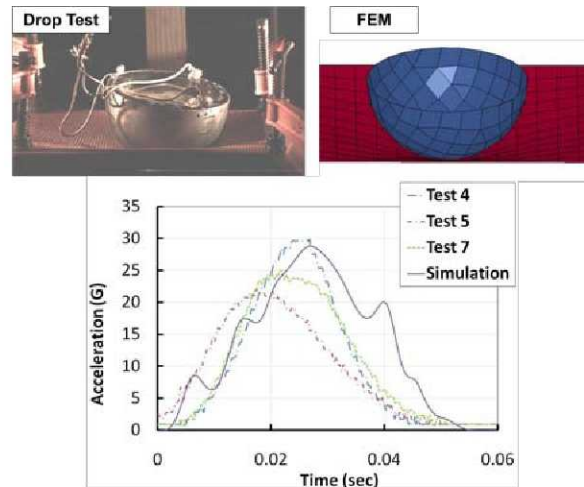 Drop Test
FEM
Test 4
Test 5
Test 7
Simulation
Acceleration (G)
35
30
25
20
15
10
5
0
0
0.02
0.04
0.06
Time (sec)